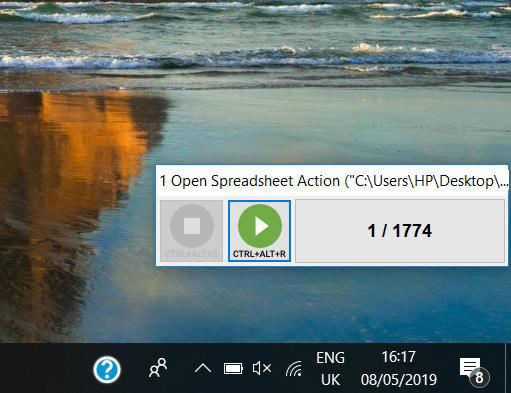 1 Open Spreadsheet Action ("C:\Users\HP\Desktop\...
CTRL+ALT+S
CTRL+ALT+R
1 / 1774
ENG
16:17
UK
08/05/2019
8
?